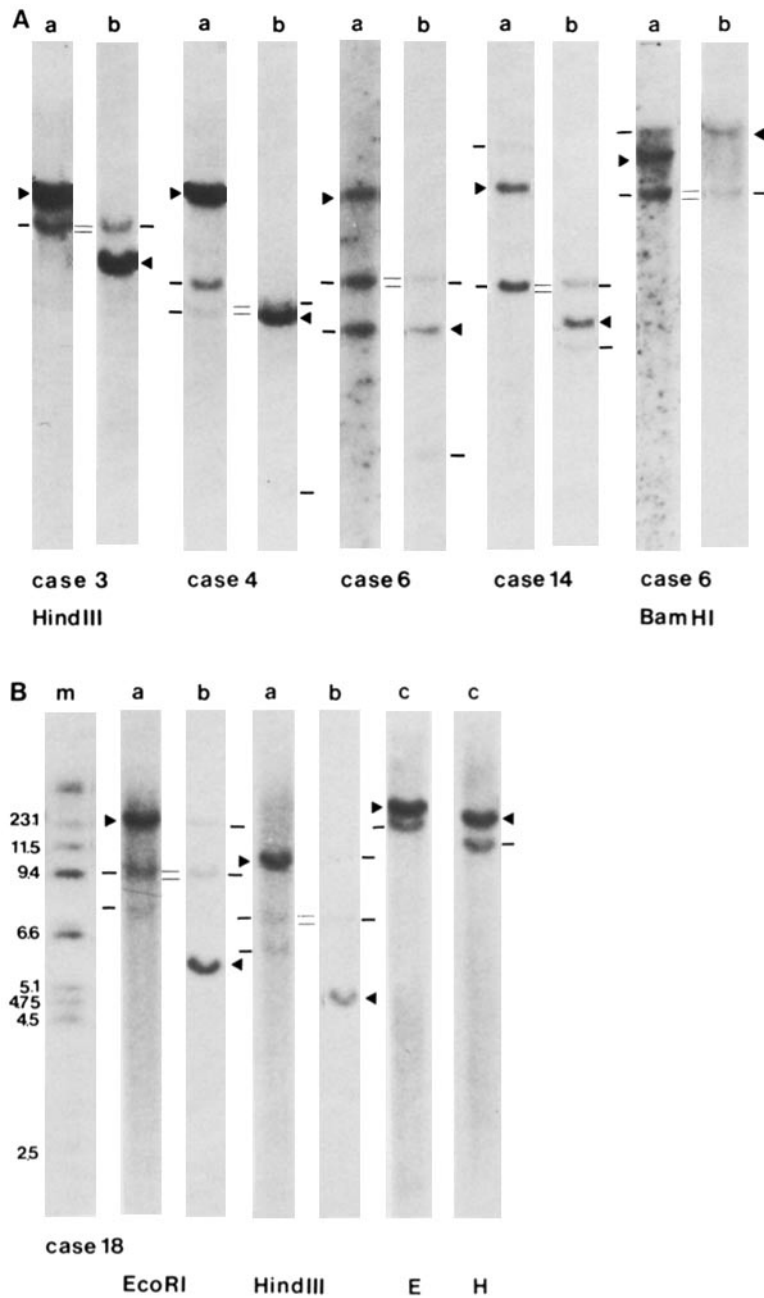 A
a b a b a b a b a b
case 3 case 4 case 6 case 14 case 6
HindIII BamHI
B
m a b a b c c
231
11.5
9.4
6.6
5.1
4.75
4.5
2.5
case 18
EcoRI HindIII E H